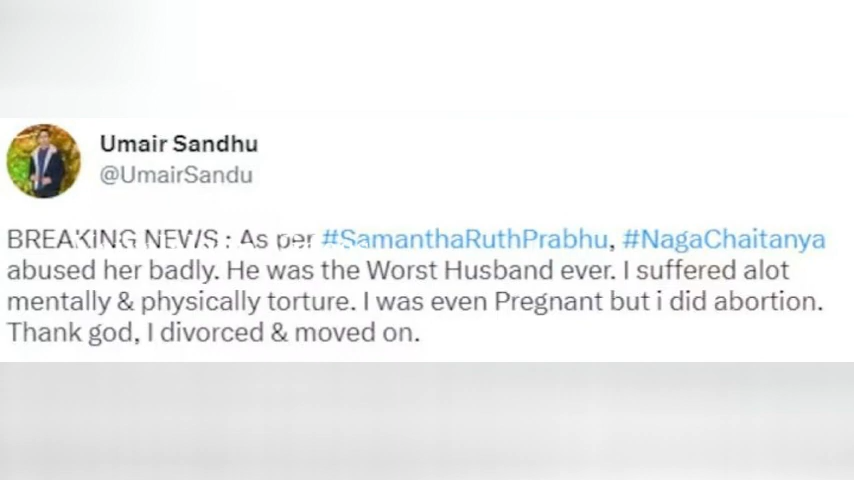 Umair Sandhu
@UmairSandu
BREAKING NEWS : As per #SamanthaRuthPrabhu, #NagaChaitanya
abused her badly. He was the Worst Husband ever. I suffered alot
mentally & physically torture. I was even Pregnant but i did abortion.
Thank god, I divorced & moved on.